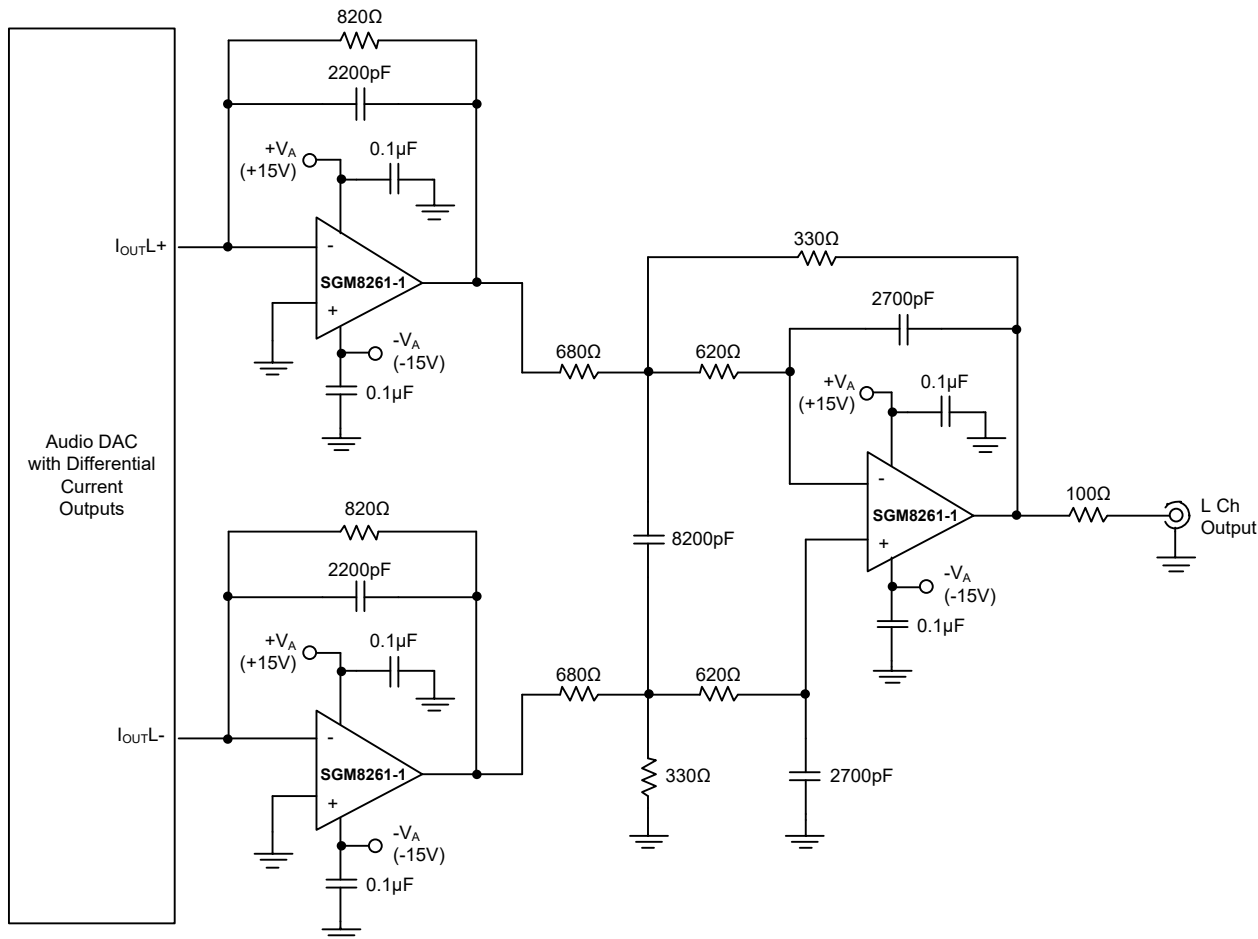 820Ω
2200pF
+VA
(+15V)
0.1µF
IOUTL+
-
SGM8261-1
+
-VA
(-15V)
0.1µF
330Ω
2700pF
680Ω
620Ω
+VA
(+15V)
0.1µF
Audio DAC
with Differential
Current
Outputs
-
SGM8261-1
+
100Ω
L Ch
Output
820Ω
8200pF
2200pF
-VA
(-15V)
0.1µF
+VA
(+15V)
0.1µF
680Ω
620Ω
IOUTL-
-
SGM8261-1
+
330Ω
2700pF
-VA
(-15V)
0.1µF